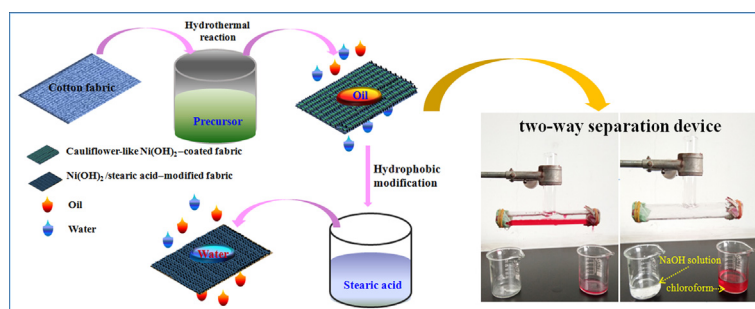 Hydrothermal
reaction
Cotton fabric
Precursor
Oil
Cauliflower-like Ni(OH)₂–coated fabric
Ni(OH)₂/stearic acid–modified fabric
Oil
Water
Hydrophobic
modification
Water
Stearic acid
two-way separation device
NaOH solution
chloroform